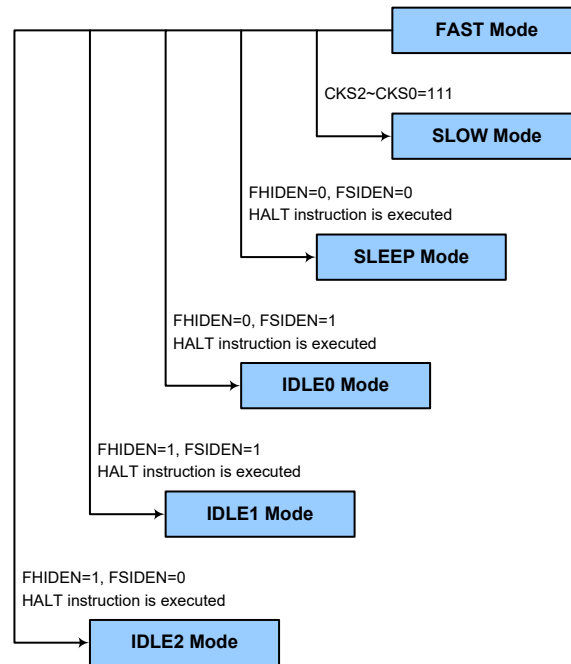 FAST Mode
CKS2~CKS0=111
SLOW Mode
FHIDEN=0, FSIDEN=0
HALT instruction is executed
SLEEP Mode
FHIDEN=0, FSIDEN=1
HALT instruction is executed
IDLE0 Mode
FHIDEN=1, FSIDEN=1
HALT instruction is executed
IDLE1 Mode
FHIDEN=1, FSIDEN=0
HALT instruction is executed
IDLE2 Mode